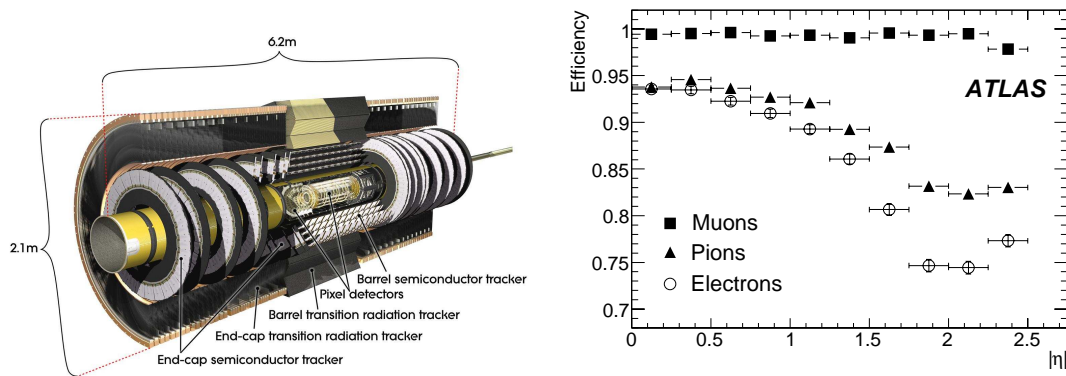 6.2m
2.1m
Barrel semiconductor tracker
Pixel detectors
Barrel transition radiation tracker
End-cap transition radiation tracker
End-cap semiconductor tracker
Efficiency
1
0.95
0.9
0.85
0.8
0.75
0.7
ATLAS
Muons
Pions
Electrons
0 0.5 1 1.5 2 2.5
|η|